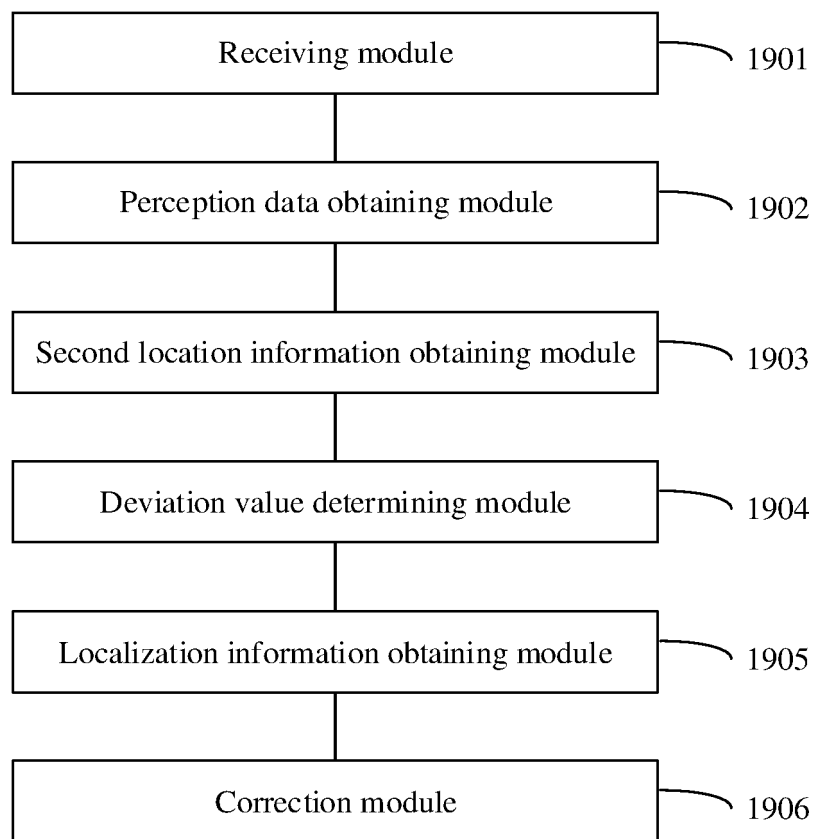 Receiving module 1901
Perception data obtaining module 1902
Second location information obtaining module 1903
Deviation value determining module 1904
Localization information obtaining module 1905
Correction module 1906